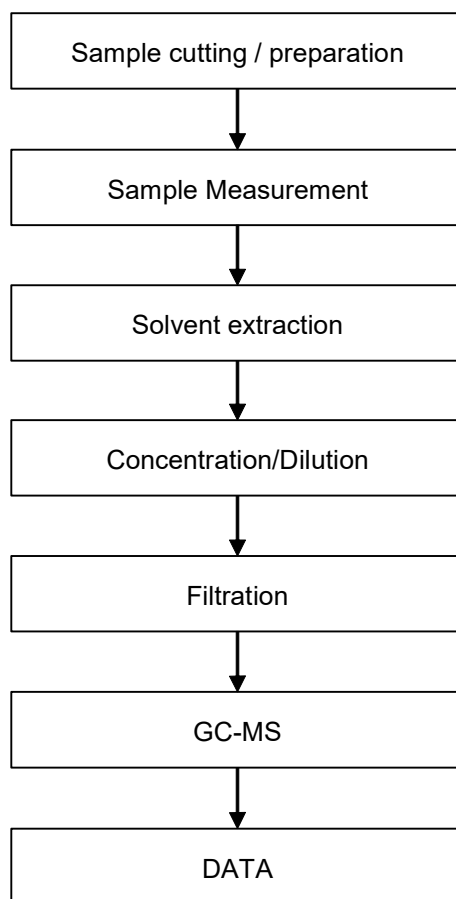 Sample cutting / preparation
Sample Measurement
Solvent extraction
Concentration/Dilution
Filtration
GC-MS
DATA